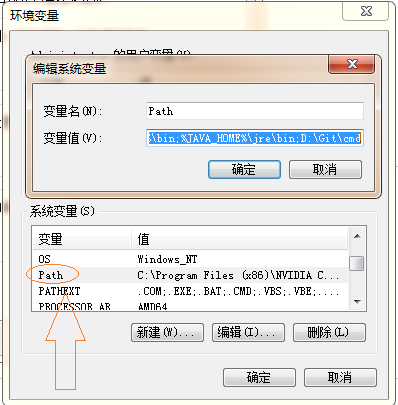 环境变量
的用户变量(U)
编辑系统变量
变量名(N):
Path
变量值(V):
\bin;%JAVA_HOME%\jre\bin;D:\Git\cmd
确定
取消
系统变量(S)
变量 值
OS Windows_NT
Path C:\Program Files (x86)\NVIDIA C...
PATHEXT .COM;.EXE;.BAT;.CMD;.VBS;.VBE;....
PROCESSOR_AR AMD64
新建(W)...
编辑(I)...
删除(L)
确定
取消